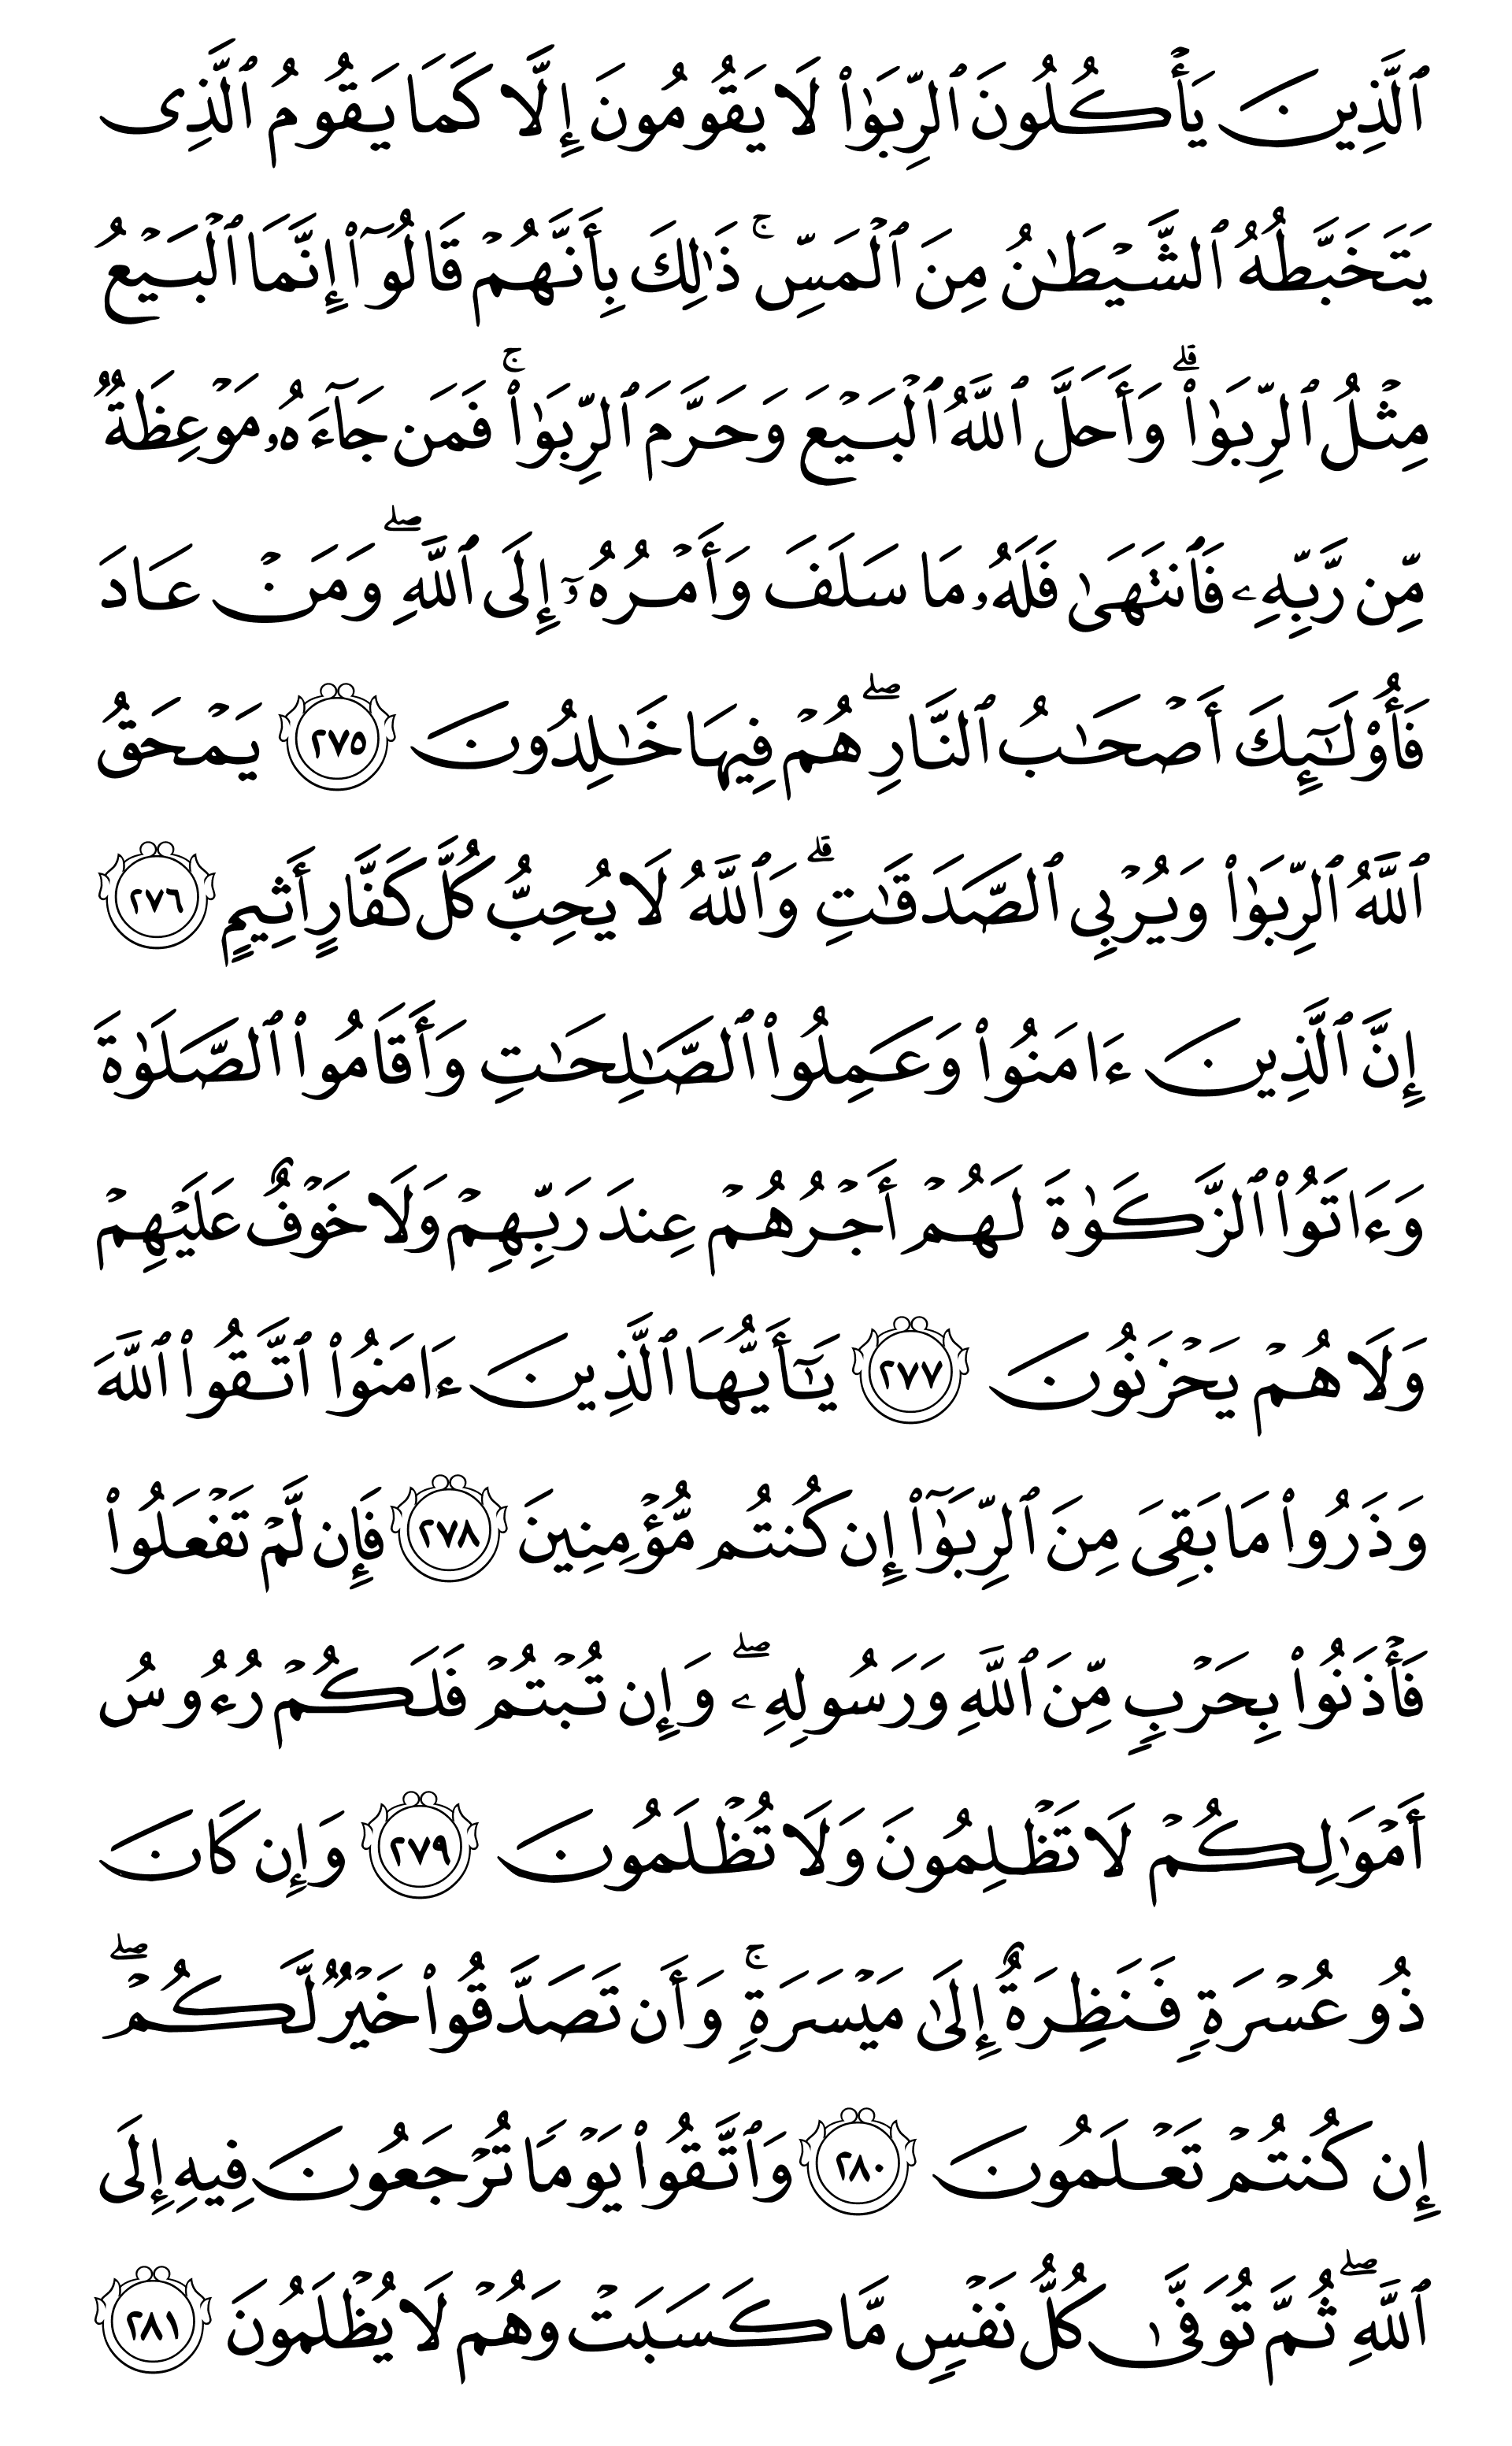 ٱلَّذِينَ يَأۡكُلُونَ ٱلرِّبَوٰاْ لَا يَقُومُونَ إِلَّا كَمَا يَقُومُ ٱلَّذِى
يَتَخَبَّطُهُ ٱلشَّيۡطَٰنُ مِنَ ٱلۡمَسِّۚ ذَٰلِكَ بِأَنَّهُمۡ قَالُوٓاْ إِنَّمَا ٱلۡبَيۡعُ
مِثۡلُ ٱلرِّبَوٰاْۗ وَأَحَلَّ ٱللَّهُ ٱلۡبَيۡعَ وَحَرَّمَ ٱلرِّبَوٰاْۚ فَمَن جَآءَهُۥ مَوۡعِظَةٞ
مِّن رَّبِّهِۦ فَٱنتَهَىٰ فَلَهُۥ مَا سَلَفَ وَأَمۡرُهُۥٓ إِلَى ٱللَّهِۖ وَمَنۡ عَادَ
فَأُوْلَٰٓئِكَ أَصۡحَٰبُ ٱلنَّارِۖ هُمۡ فِيهَا خَٰلِدُونَ ٢٧٥ يَمۡحَقُ
ٱللَّهُ ٱلرِّبَوٰاْ وَيُرۡبِى ٱلصَّدَقَٰتِۗ وَٱللَّهُ لَا يُحِبُّ كُلَّ كَفَّارٍ أَثِيمٍ ٢٧٦
إِنَّ ٱلَّذِينَ ءَامَنُواْ وَعَمِلُواْ ٱلصَّٰلِحَٰتِ وَأَقَامُواْ ٱلصَّلَوٰةَ
وَءَاتَوُاْ ٱلزَّكَوٰةَ لَهُمۡ أَجۡرُهُمۡ عِندَ رَبِّهِمۡ وَلَا خَوۡفٌ عَلَيۡهِمۡ
وَلَا هُمۡ يَحۡزَنُونَ ٢٧٧ يَٰٓأَيُّهَا ٱلَّذِينَ ءَامَنُواْ ٱتَّقُواْ ٱللَّهَ
وَذَرُواْ مَا بَقِىَ مِنَ ٱلرِّبَوٰٓاْ إِن كُنتُم مُّؤۡمِنِينَ ٢٧٨ فَإِن لَّمۡ تَفۡعَلُواْ
فَأۡذَنُواْ بِحَرۡبٖ مِّنَ ٱللَّهِ وَرَسُولِهِۦۖ وَإِن تُبۡتُمۡ فَلَكُمۡ رُءُوسُ
أَمۡوَٰلِكُمۡ لَا تَظۡلِمُونَ وَلَا تُظۡلَمُونَ ٢٧٩ وَإِن كَانَ
ذُو عُسۡرَةٖ فَنَظِرَةٌ إِلَىٰ مَيۡسَرَةٖۚ وَأَن تَصَدَّقُواْ خَيۡرٞ لَّكُمۡۖ
إِن كُنتُمۡ تَعۡلَمُونَ ٢٨٠ وَٱتَّقُواْ يَوۡمٗا تُرۡجَعُونَ فِيهِ إِلَى
ٱللَّهِۖ ثُمَّ تُوَفَّىٰ كُلُّ نَفۡسٖ مَّا كَسَبَتۡ وَهُمۡ لَا يُظۡلَمُونَ ٢٨١